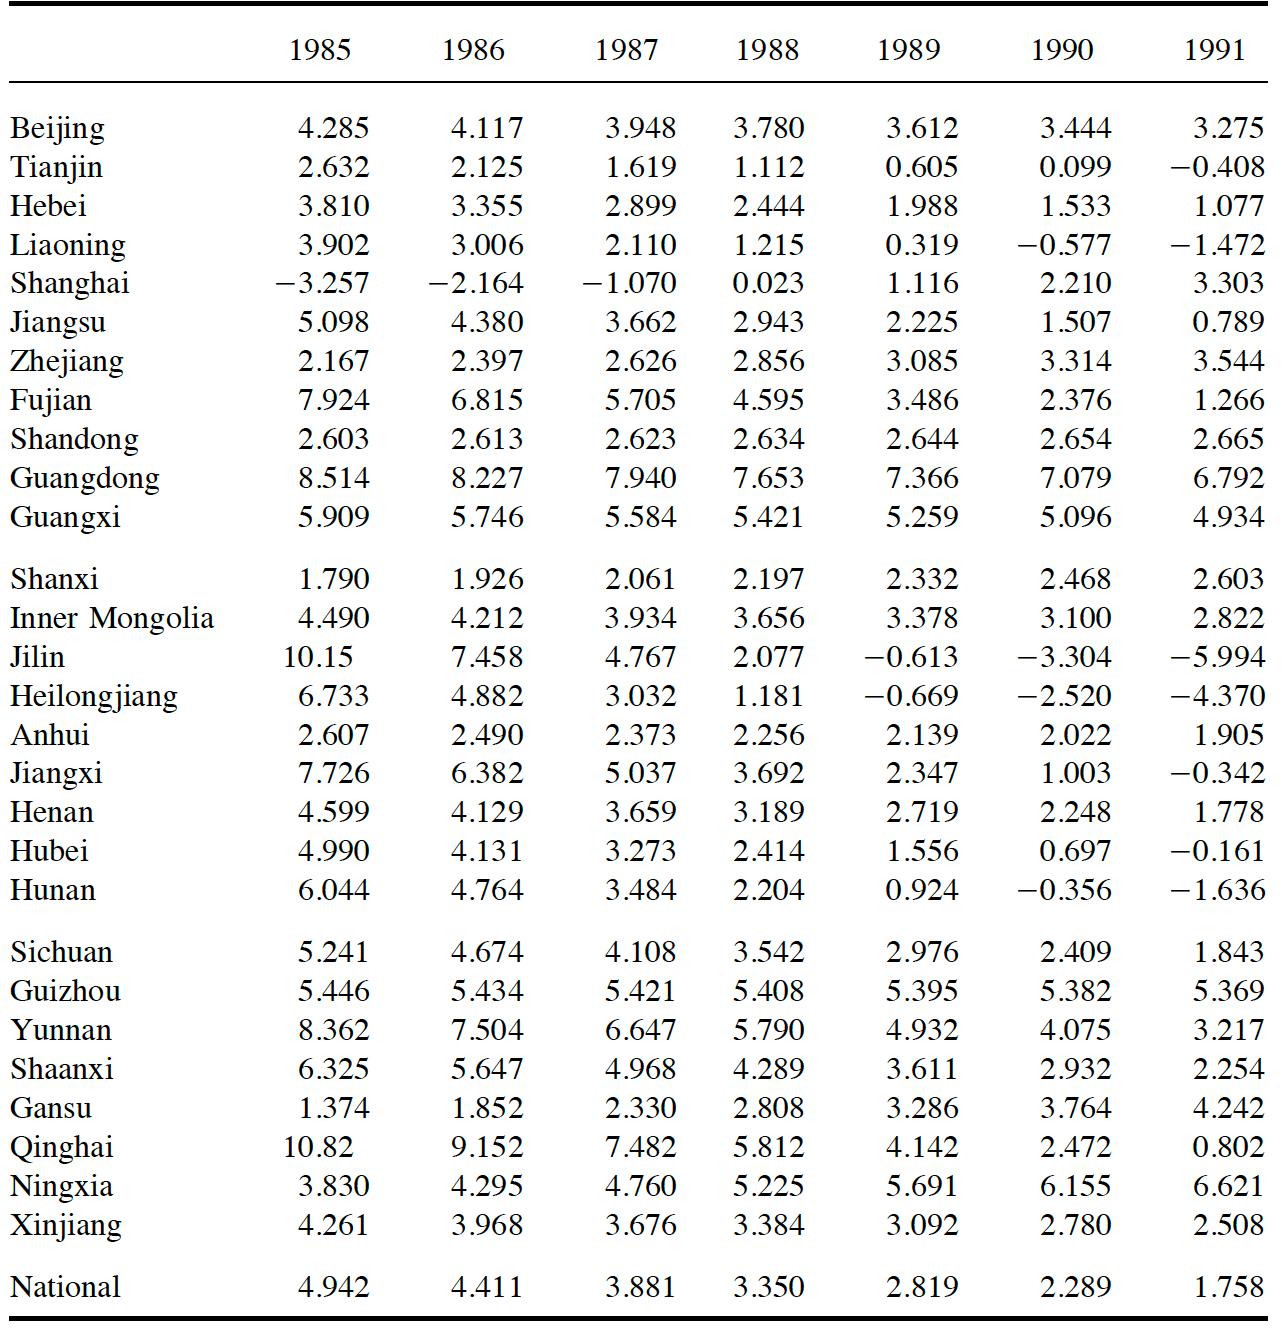 1985 1986 1987 1988 1989 1990 1991
Beijing 4.285 4.117 3.948 3.780 3.612 3.444 3.275
Tianjin 2.632 2.125 1.619 1.112 0.605 0.099 −0.408
Hebei 3.810 3.355 2.899 2.444 1.988 1.533 1.077
Liaoning 3.902 3.006 2.110 1.215 0.319 −0.577 −1.472
Shanghai −3.257 −2.164 −1.070 0.023 1.116 2.210 3.303
Jiangsu 5.098 4.380 3.662 2.943 2.225 1.507 0.789
Zhejiang 2.167 2.397 2.626 2.856 3.085 3.314 3.544
Fujian 7.924 6.815 5.705 4.595 3.486 2.376 1.266
Shandong 2.603 2.613 2.623 2.634 2.644 2.654 2.665
Guangdong 8.514 8.227 7.940 7.653 7.366 7.079 6.792
Guangxi 5.909 5.746 5.584 5.421 5.259 5.096 4.934
Shanxi 1.790 1.926 2.061 2.197 2.332 2.468 2.603
Inner Mongolia 4.490 4.212 3.934 3.656 3.378 3.100 2.822
Jilin 10.15 7.458 4.767 2.077 −0.613 −3.304 −5.994
Heilongjiang 6.733 4.882 3.032 1.181 −0.669 −2.520 −4.370
Anhui 2.607 2.490 2.373 2.256 2.139 2.022 1.905
Jiangxi 7.726 6.382 5.037 3.692 2.347 1.003 −0.342
Henan 4.599 4.129 3.659 3.189 2.719 2.248 1.778
Hubei 4.990 4.131 3.273 2.414 1.556 0.697 −0.161
Hunan 6.044 4.764 3.484 2.204 0.924 −0.356 −1.636
Sichuan 5.241 4.674 4.108 3.542 2.976 2.409 1.843
Guizhou 5.446 5.434 5.421 5.408 5.395 5.382 5.369
Yunnan 8.362 7.504 6.647 5.790 4.932 4.075 3.217
Shaanxi 6.325 5.647 4.968 4.289 3.611 2.932 2.254
Gansu 1.374 1.852 2.330 2.808 3.286 3.764 4.242
Qinghai 10.82 9.152 7.482 5.812 4.142 2.472 0.802
Ningxia 3.830 4.295 4.760 5.225 5.691 6.155 6.621
Xinjiang 4.261 3.968 3.676 3.384 3.092 2.780 2.508
National 4.942 4.411 3.881 3.350 2.819 2.289 1.758